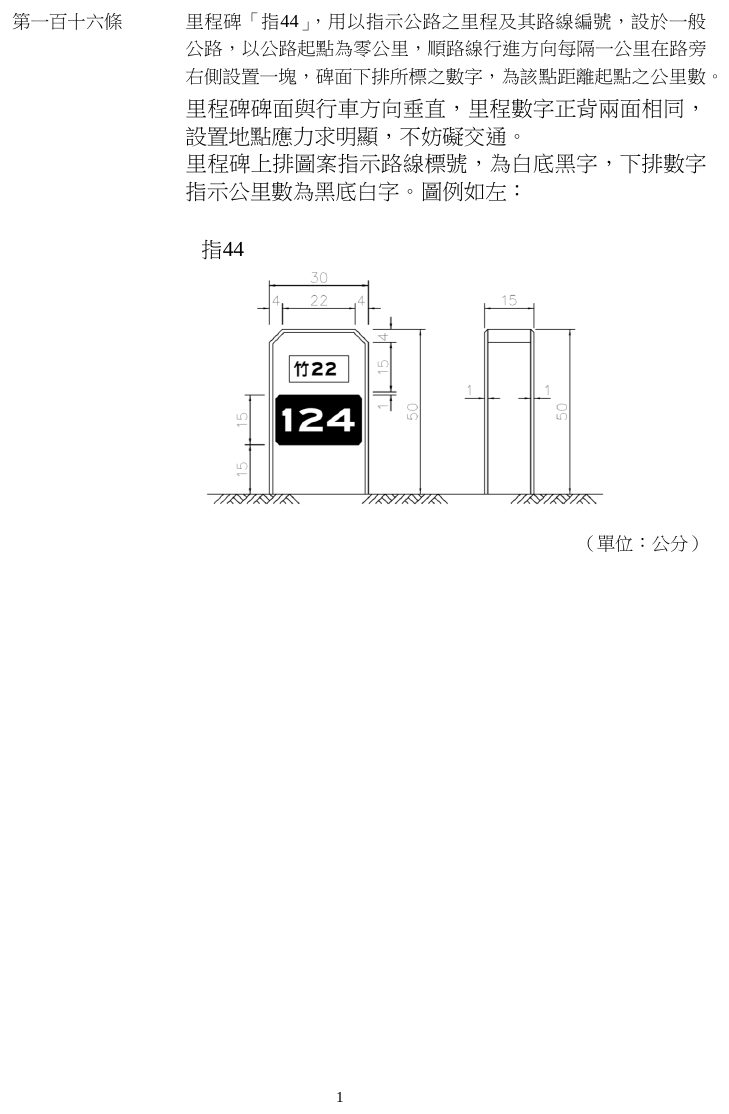 第一百十六條
里程碑「指44」，用以指示公路之里程及其路線編號，設於一般
公路，以公路起點為零公里，順路線行進方向每隔一公里在路旁
右側設置一塊，碑面下排所標之數字，為該點距離起點之公里數。
里程碑碑面與行車方向垂直，里程數字正背兩面相同，
設置地點應力求明顯，不妨礙交通。
里程碑上排圖案指示路線標號，為白底黑字，下排數字
指示公里數為黑底白字。圖例如左：
指44
30
4 22 4
15
4
15
1
50
竹22
124
15
15
1 1
50
（單位：公分）
1